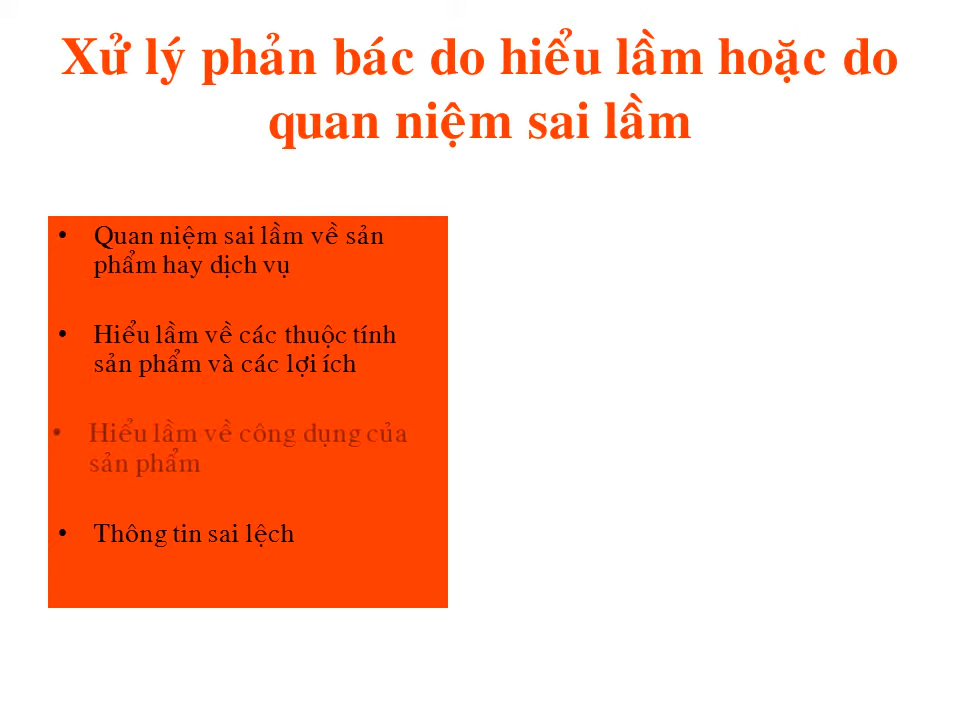 Xử lý phản bác do hiểu lầm hoặc do
quan niệm sai lầm
• Quan niệm sai lầm về sản
phẩm hay dịch vụ
• Hiểu lầm về các thuộc tính
sản phẩm và các lợi ích
• Hiểu lầm về công dụng của
sản phẩm
• Thông tin sai lệch